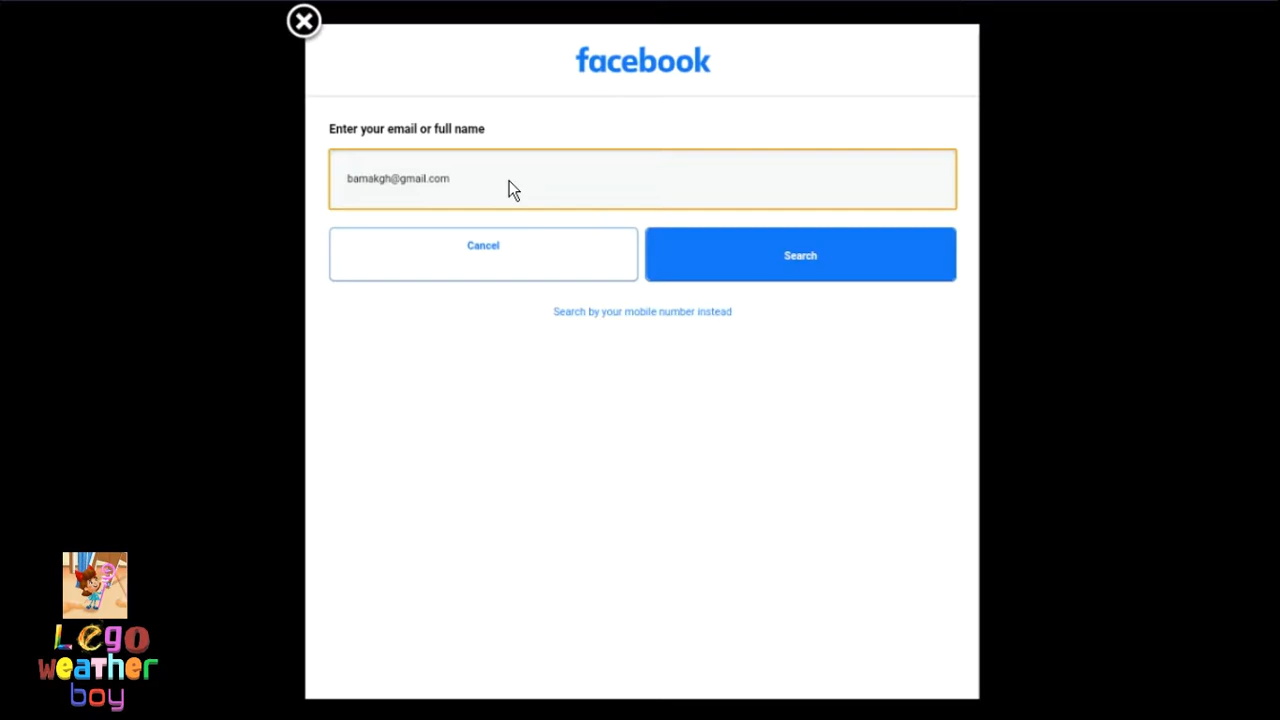 facebook
Enter your email or full name
bamakgh@gmail.com
Cancel
Search
Search by your mobile number instead
Lego
weather
boy